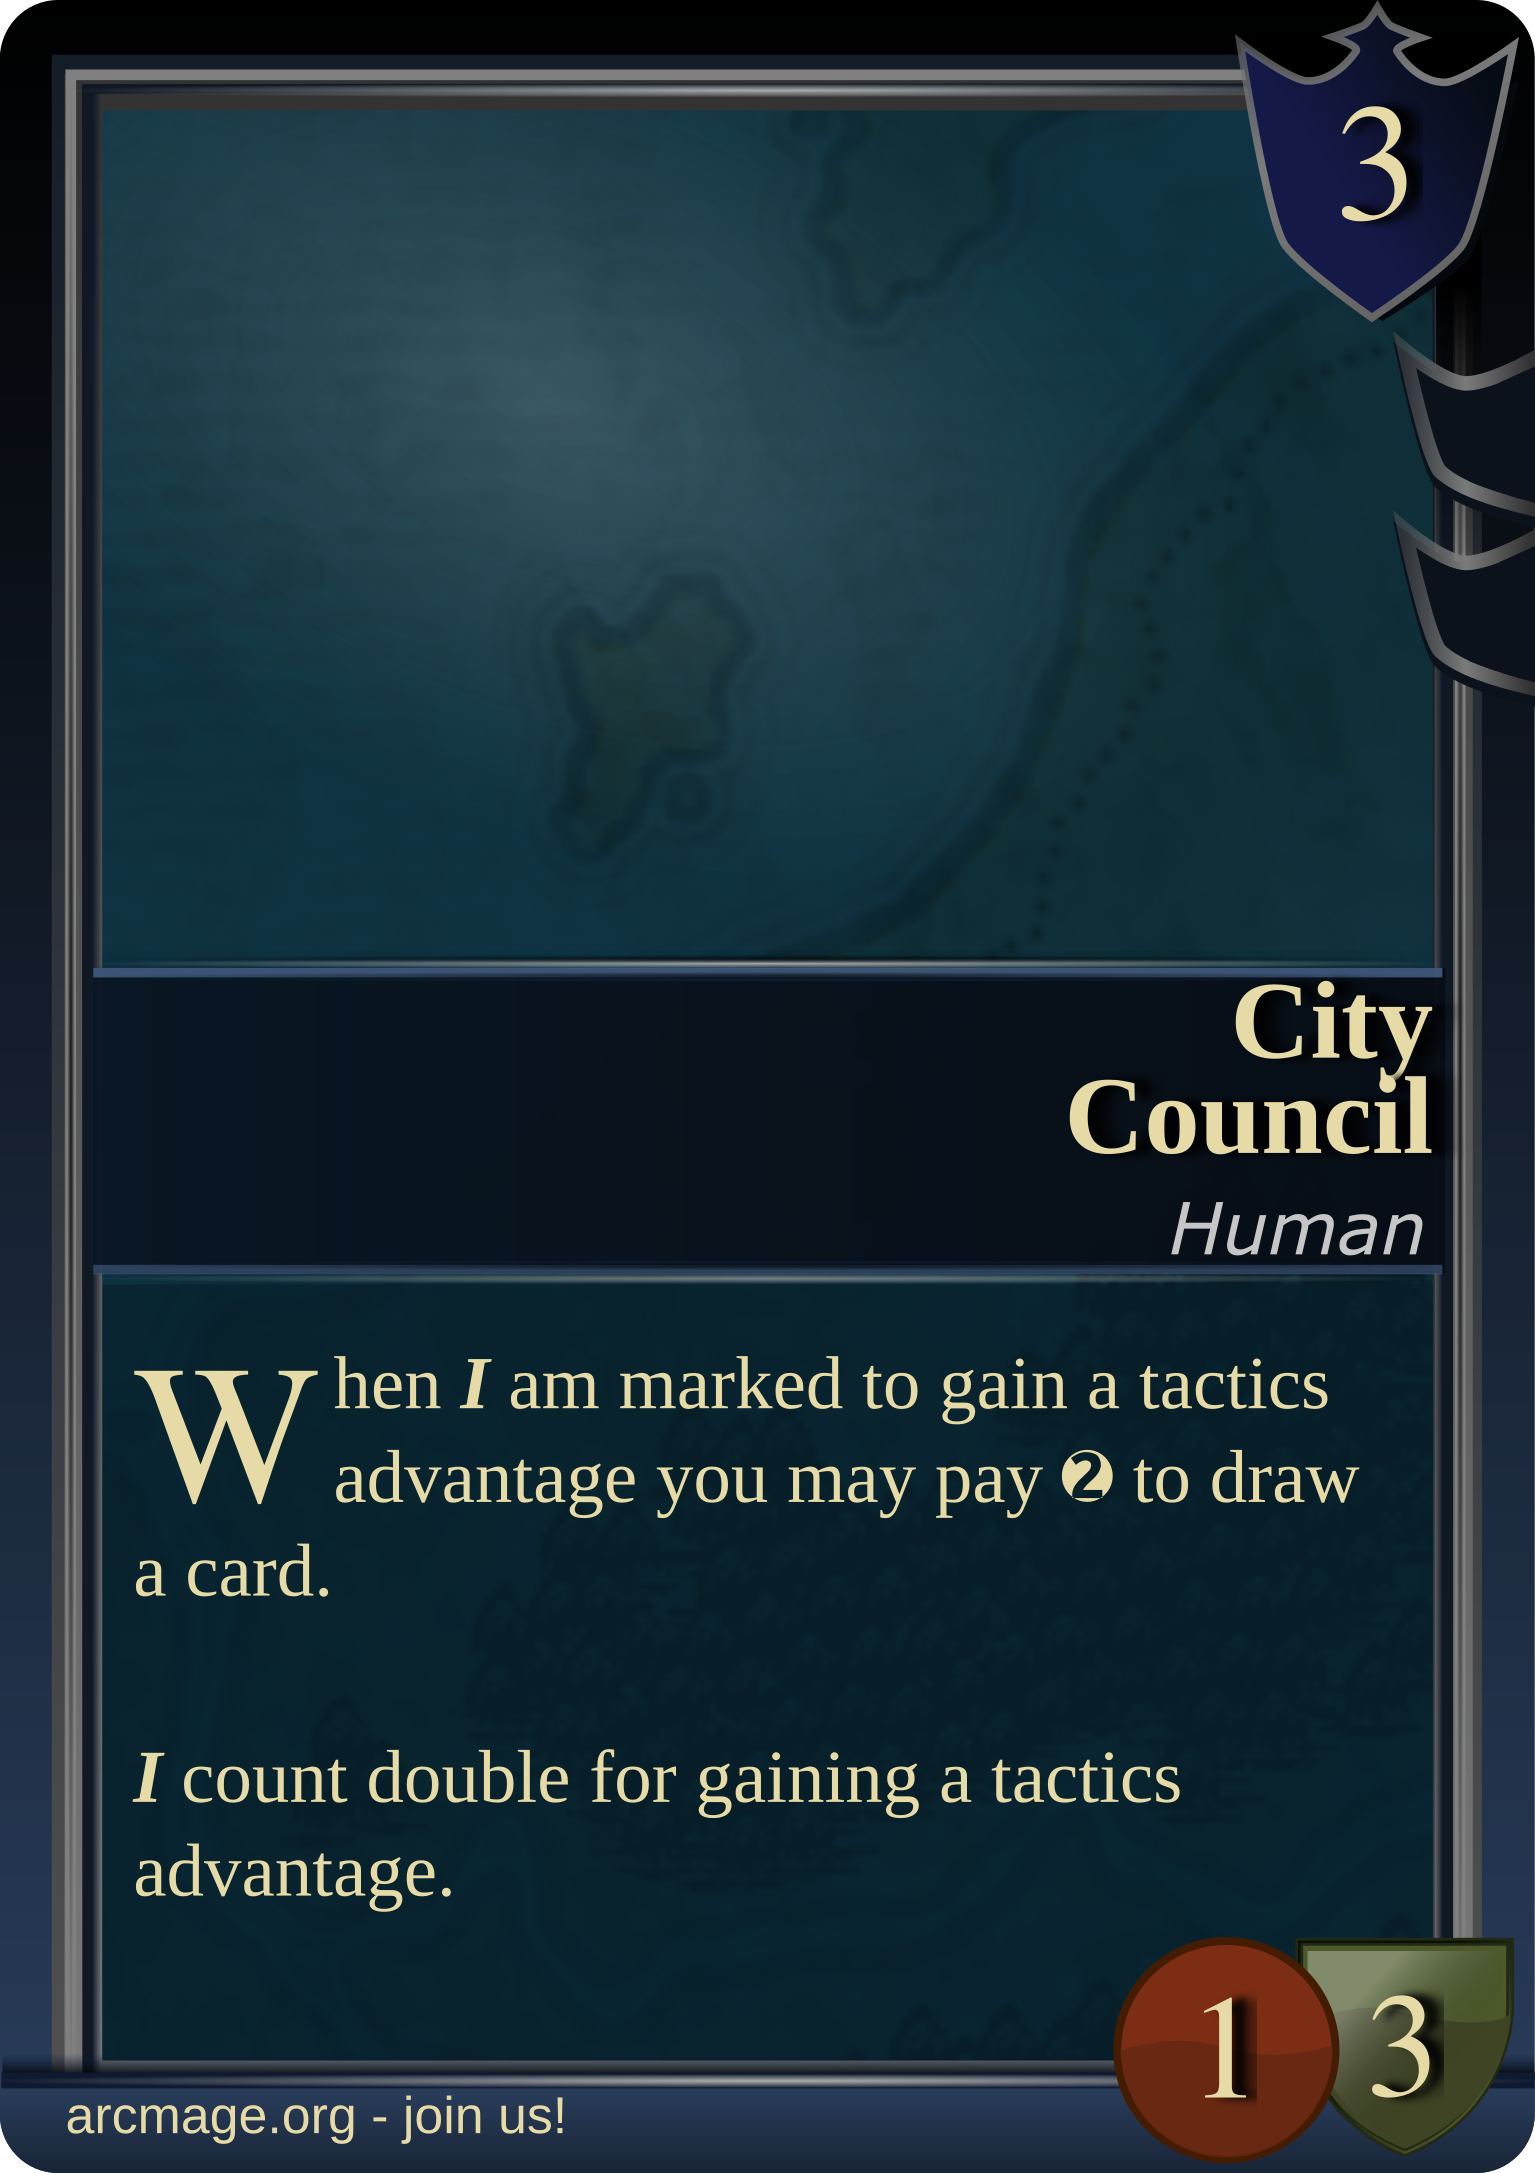 3
City
Council
Human
When I am marked to gain a tactics
advantage you may pay 2 to draw
a card.
I count double for gaining a tactics
advantage.
1 3
arcmage.org - join us!